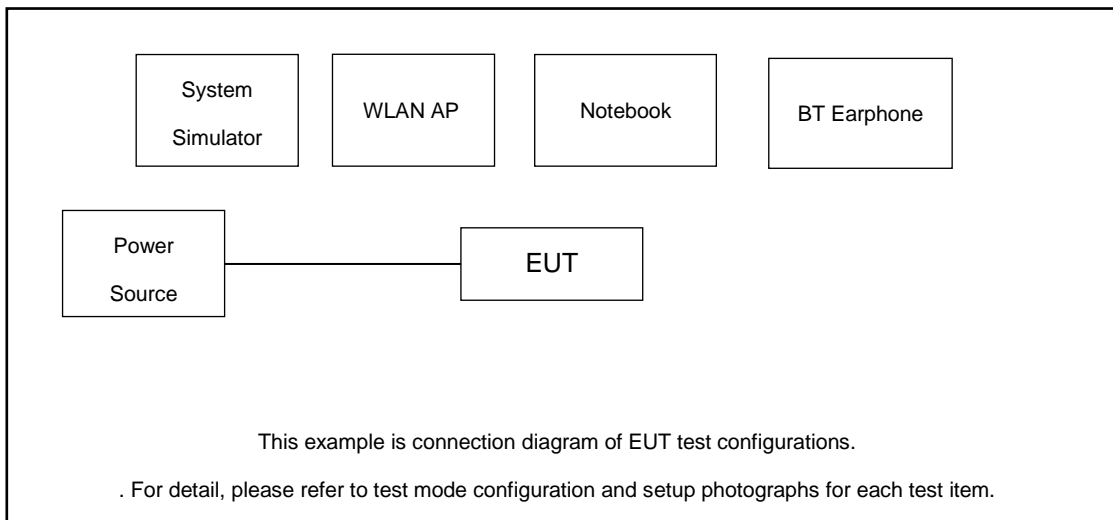 System
Simulator
WLAN AP
Notebook
BT Earphone
Power
Source
EUT
This example is connection diagram of EUT test configurations.
. For detail, please refer to test mode configuration and setup photographs for each test item.